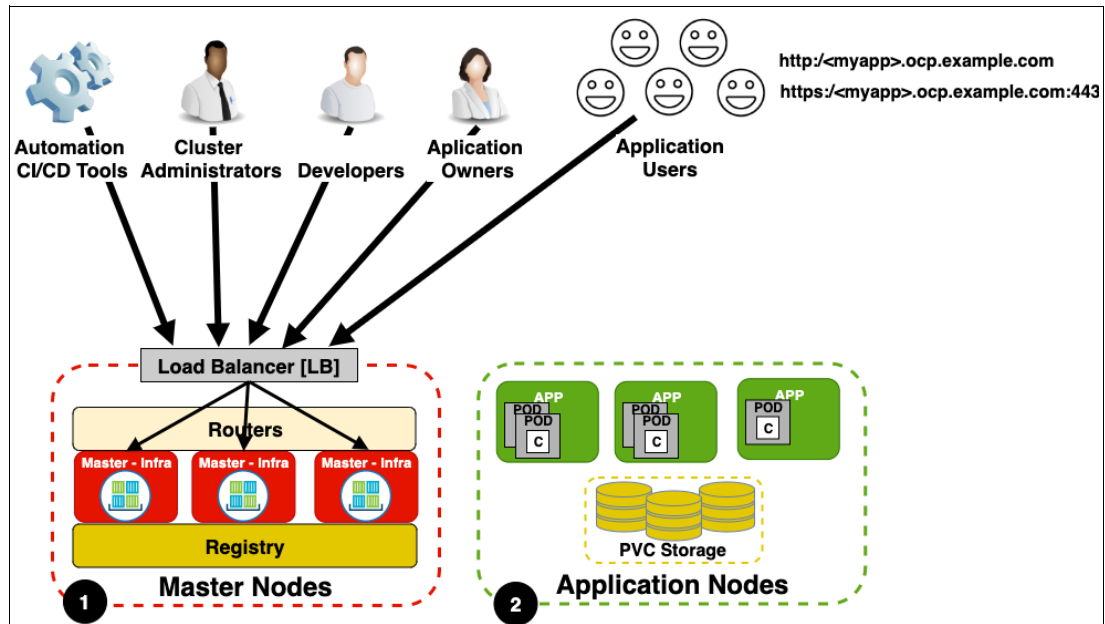 http:/<myapp>.ocp.example.com
https:/<myapp>.ocp.example.com:443
Automation
CI/CD Tools
Cluster
Administrators
Developers
Aplication
Owners
Application
Users
Load Balancer [LB]
Routers
Master - Infra
Master - Infra
Master - Infra
Registry
Master Nodes
1
APP
POD
POD
C
APP
POD
POD
C
APP
POD
C
PVC Storage
Application Nodes
2